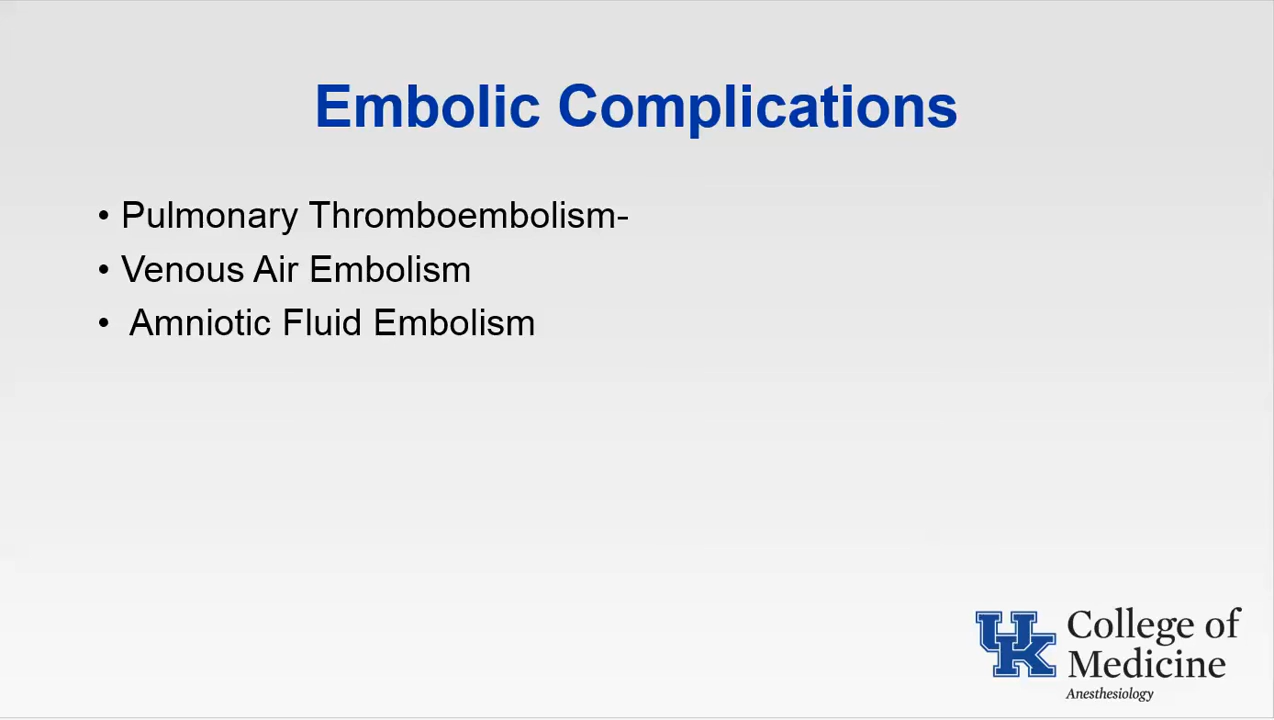 Embolic Complications
• Pulmonary Thromboembolism-
• Venous Air Embolism
• Amniotic Fluid Embolism
UK College of
Medicine
Anesthesiology